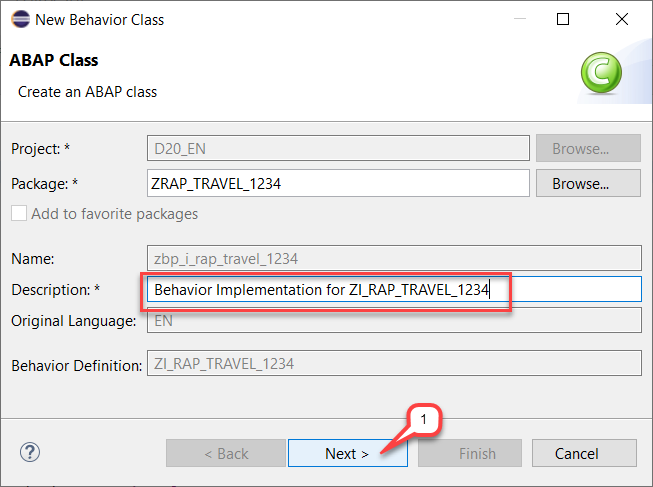 New Behavior Class
ABAP Class
Create an ABAP class
C
Project: * D20_EN Browse...
Package: * ZRAP_TRAVEL_1234 Browse...
Add to favorite packages
Name: zbp_i_rap_travel_1234
Description: * Behavior Implementation for ZI_RAP_TRAVEL_1234
Original Language: EN
Behavior Definition: ZI_RAP_TRAVEL_1234
1
? < Back Next > Finish Cancel